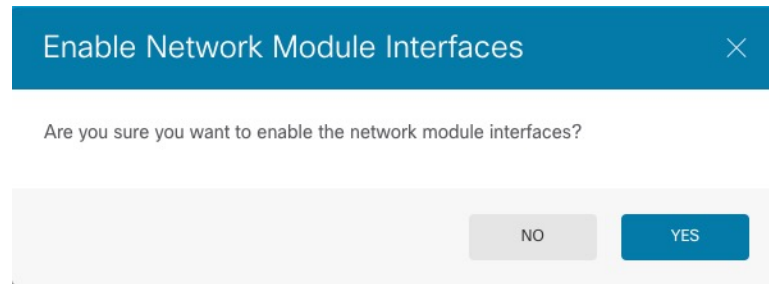 Enable Network Module Interfaces
Are you sure you want to enable the network module interfaces?
NO
YES